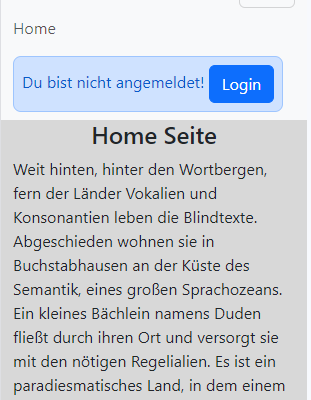 Home
Du bist nicht angemeldet! Login
Home Seite
Weit hinten, hinter den Wortbergen,
fern der Länder Vokalien und
Konsonantien leben die Blindtexte.
Abgeschieden wohnen sie in
Buchstabhausen an der Küste des
Semantik, eines großen Sprachozeans.
Ein kleines Bächlein namens Duden
fließt durch ihren Ort und versorgt sie
mit den nötigen Regelialien. Es ist ein
paradiesmatisches Land, in dem einem